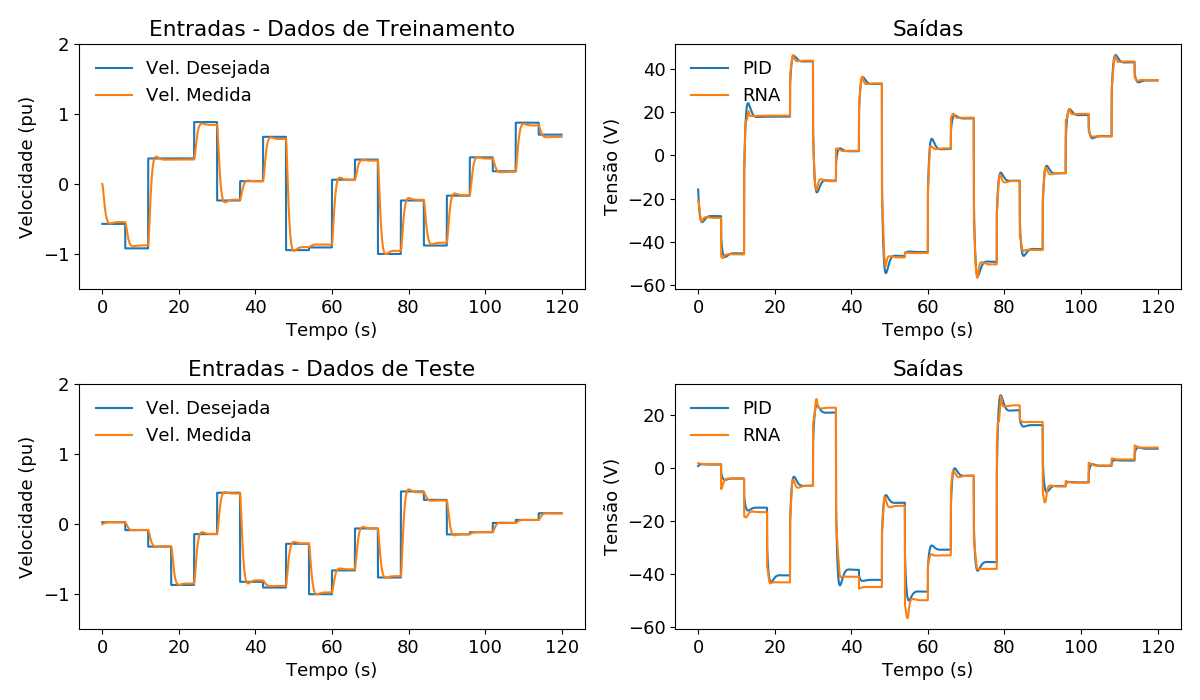 Entradas - Dados de Treinamento
2
1
0
−1
Velocidade (pu)
Vel. Desejada
Vel. Medida
0 20 40 60 80 100 120
Tempo (s)
Saídas
40
20
0
−20
−40
−60
Tensão (V)
PID
RNA
0 20 40 60 80 100 120
Tempo (s)
Entradas - Dados de Teste
2
1
0
−1
Velocidade (pu)
Vel. Desejada
Vel. Medida
0 20 40 60 80 100 120
Tempo (s)
Saídas
20
0
−20
−40
−60
Tensão (V)
PID
RNA
0 20 40 60 80 100 120
Tempo (s)